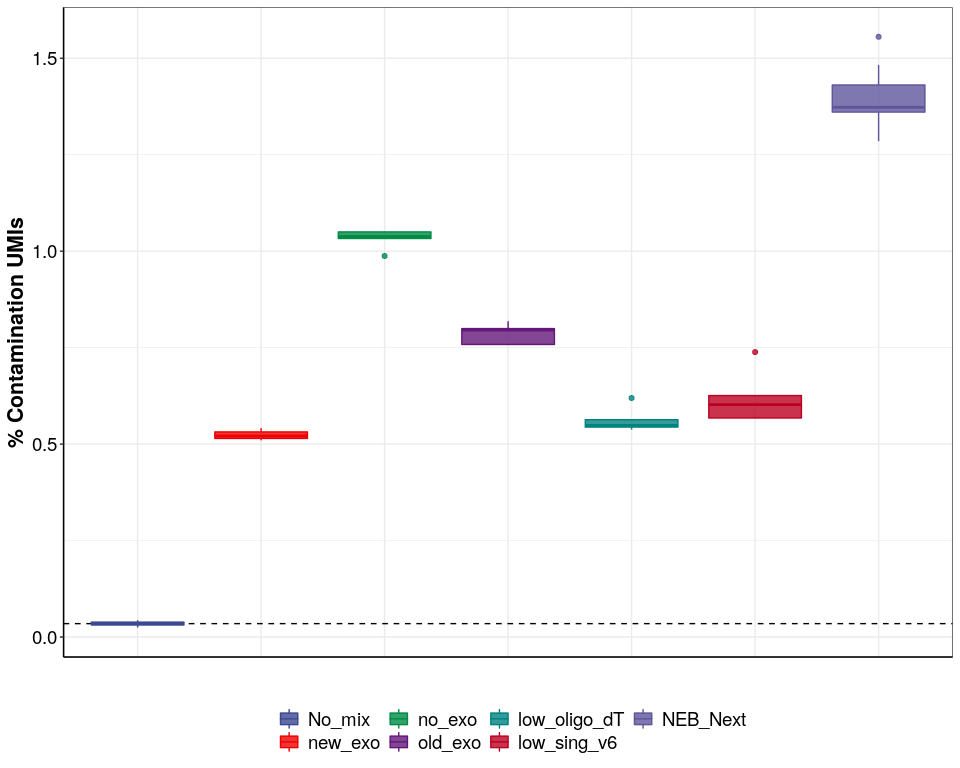 % Contamination UMIs
1.5
1.0
0.5
0.0
No_mix no_exo low_oligo_dT NEB_Next
new_exo old_exo low_sing_v6